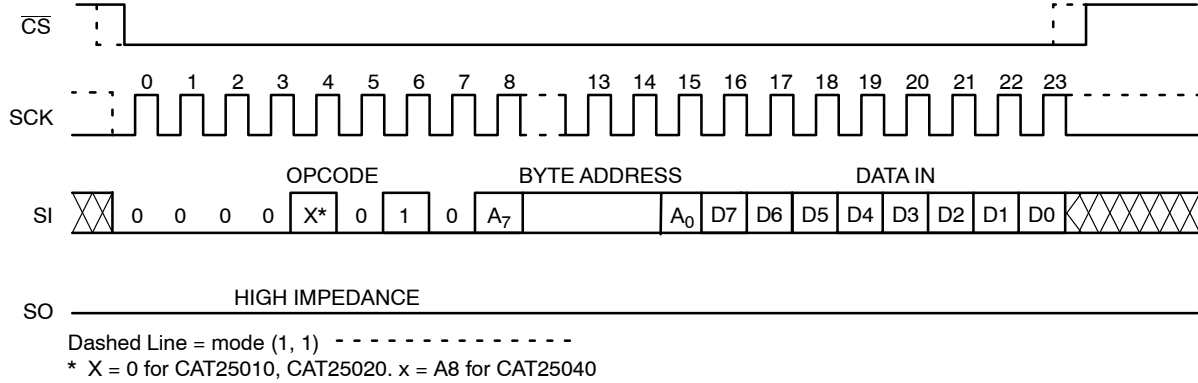 CS
0 1 2 3 4 5 6 7 8 13 14 15 16 17 18 19 20 21 22 23
SCK
OPCODE BYTE ADDRESS DATA IN
SI 0 0 0 0 X* 0 1 0 A7 A0 D7 D6 D5 D4 D3 D2 D1 D0
HIGH IMPEDANCE
SO
Dashed Line = mode (1, 1)
* X = 0 for CAT25010, CAT25020. x = A8 for CAT25040